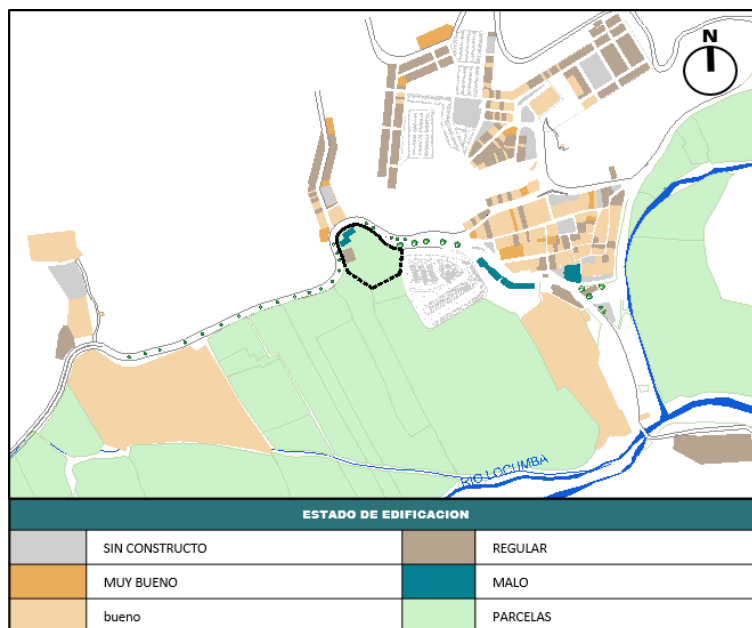 N
RIO LOCUMBA
ESTADO DE EDIFICACION
SIN CONSTRUCTO
REGULAR
MUY BUENO
MALO
bueno
PARCELAS